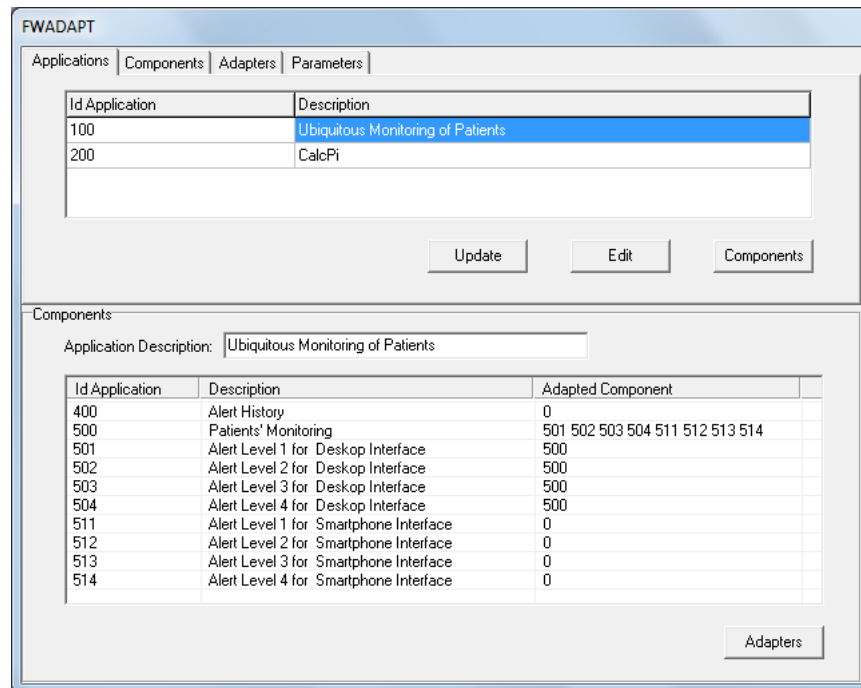 FWADAPT
Applications Components Adapters Parameters
Id Application Description
100 Ubiquitous Monitoring of Patients
200 CalcPi
Update Edit Components
Components
Application Description: Ubiquitous Monitoring of Patients
Id Application Description Adapted Component
400 Alert History 0
500 Patients' Monitoring 501 502 503 504 511 512 513 514
501 Alert Level 1 for Deskop Interface 500
502 Alert Level 2 for Deskop Interface 500
503 Alert Level 3 for Deskop Interface 500
504 Alert Level 4 for Deskop Interface 500
511 Alert Level 1 for Smartphone Interface 0
512 Alert Level 2 for Smartphone Interface 0
513 Alert Level 3 for Smartphone Interface 0
514 Alert Level 4 for Smartphone Interface 0
Adapters